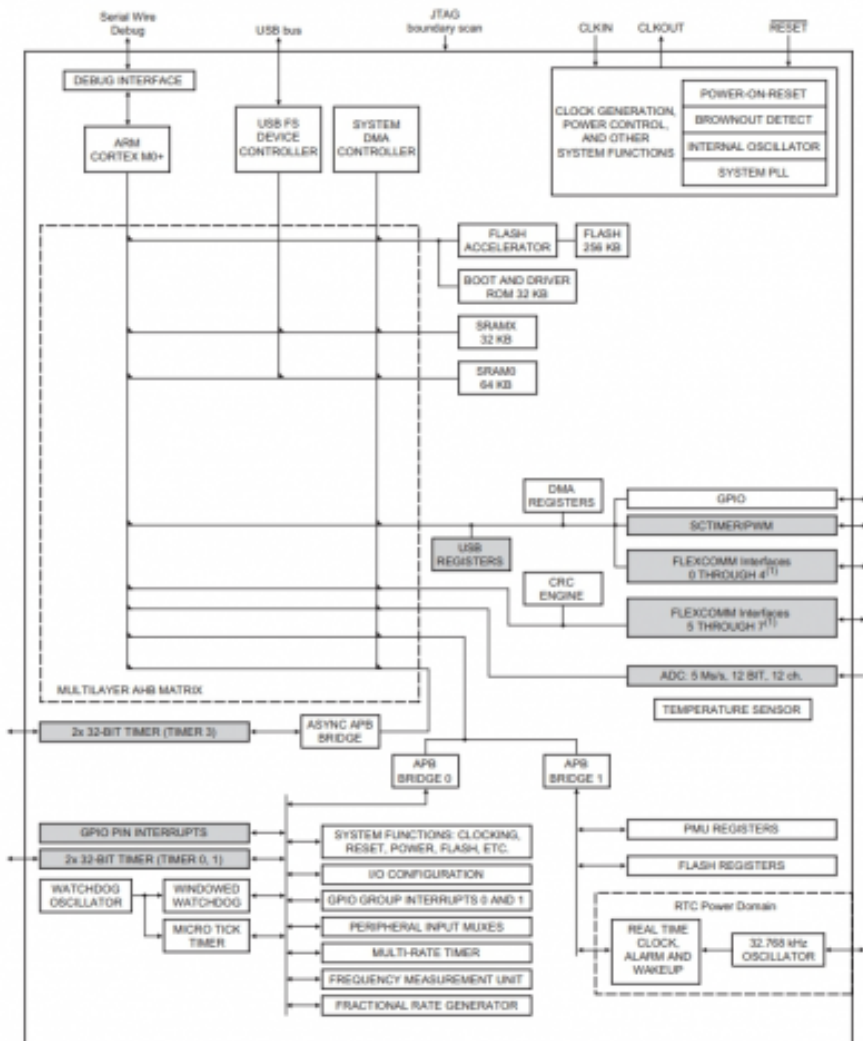 Serial Wire
Debug
USB bus
JTAG
boundary scan
CLKIN
CLKOUT
RESET
DEBUG INTERFACE
ARM
CORTEX M0+
USB FS
DEVICE
CONTROLLER
SYSTEM
DMA
CONTROLLER
CLOCK GENERATION,
POWER CONTROL,
AND OTHER
SYSTEM FUNCTIONS
POWER-ON-RESET
BROWNOUT DETECT
INTERNAL OSCILLATOR
SYSTEM PLL
FLASH
ACCELERATOR
FLASH
256 KB
BOOT AND DRIVER
ROM 32 KB
SRAMX
32 KB
SRAM0
64 KB
DMA
REGISTERS
GPIO
SCTIMER/PWM
USB
REGISTERS
FLEXCOMM Interfaces
0 THROUGH 4(1)
CRC
ENGINE
FLEXCOMM Interfaces
5 THROUGH 7(1)
ADC: 5 Ms/s, 12 BIT, 12 ch.
TEMPERATURE SENSOR
MULTILAYER AHB MATRIX
2x 32-BIT TIMER (TIMER 3)
ASYNC APB
BRIDGE
APB
BRIDGE 0
APB
BRIDGE 1
GPIO PIN INTERRUPTS
2x 32-BIT TIMER (TIMER 0, 1)
WATCHDOG
OSCILLATOR
WINDOWED
WATCHDOG
MICRO TICK
TIMER
SYSTEM FUNCTIONS: CLOCKING,
RESET, POWER, FLASH, ETC.
I/O CONFIGURATION
GPIO GROUP INTERRUPTS 0 AND 1
PERIPHERAL INPUT MUXES
MULTI-RATE TIMER
FREQUENCY MEASUREMENT UNIT
FRACTIONAL RATE GENERATOR
PMU REGISTERS
FLASH REGISTERS
RTC Power Domain
REAL TIME
CLOCK,
ALARM AND
WAKEUP
32.768 kHz
OSCILLATOR